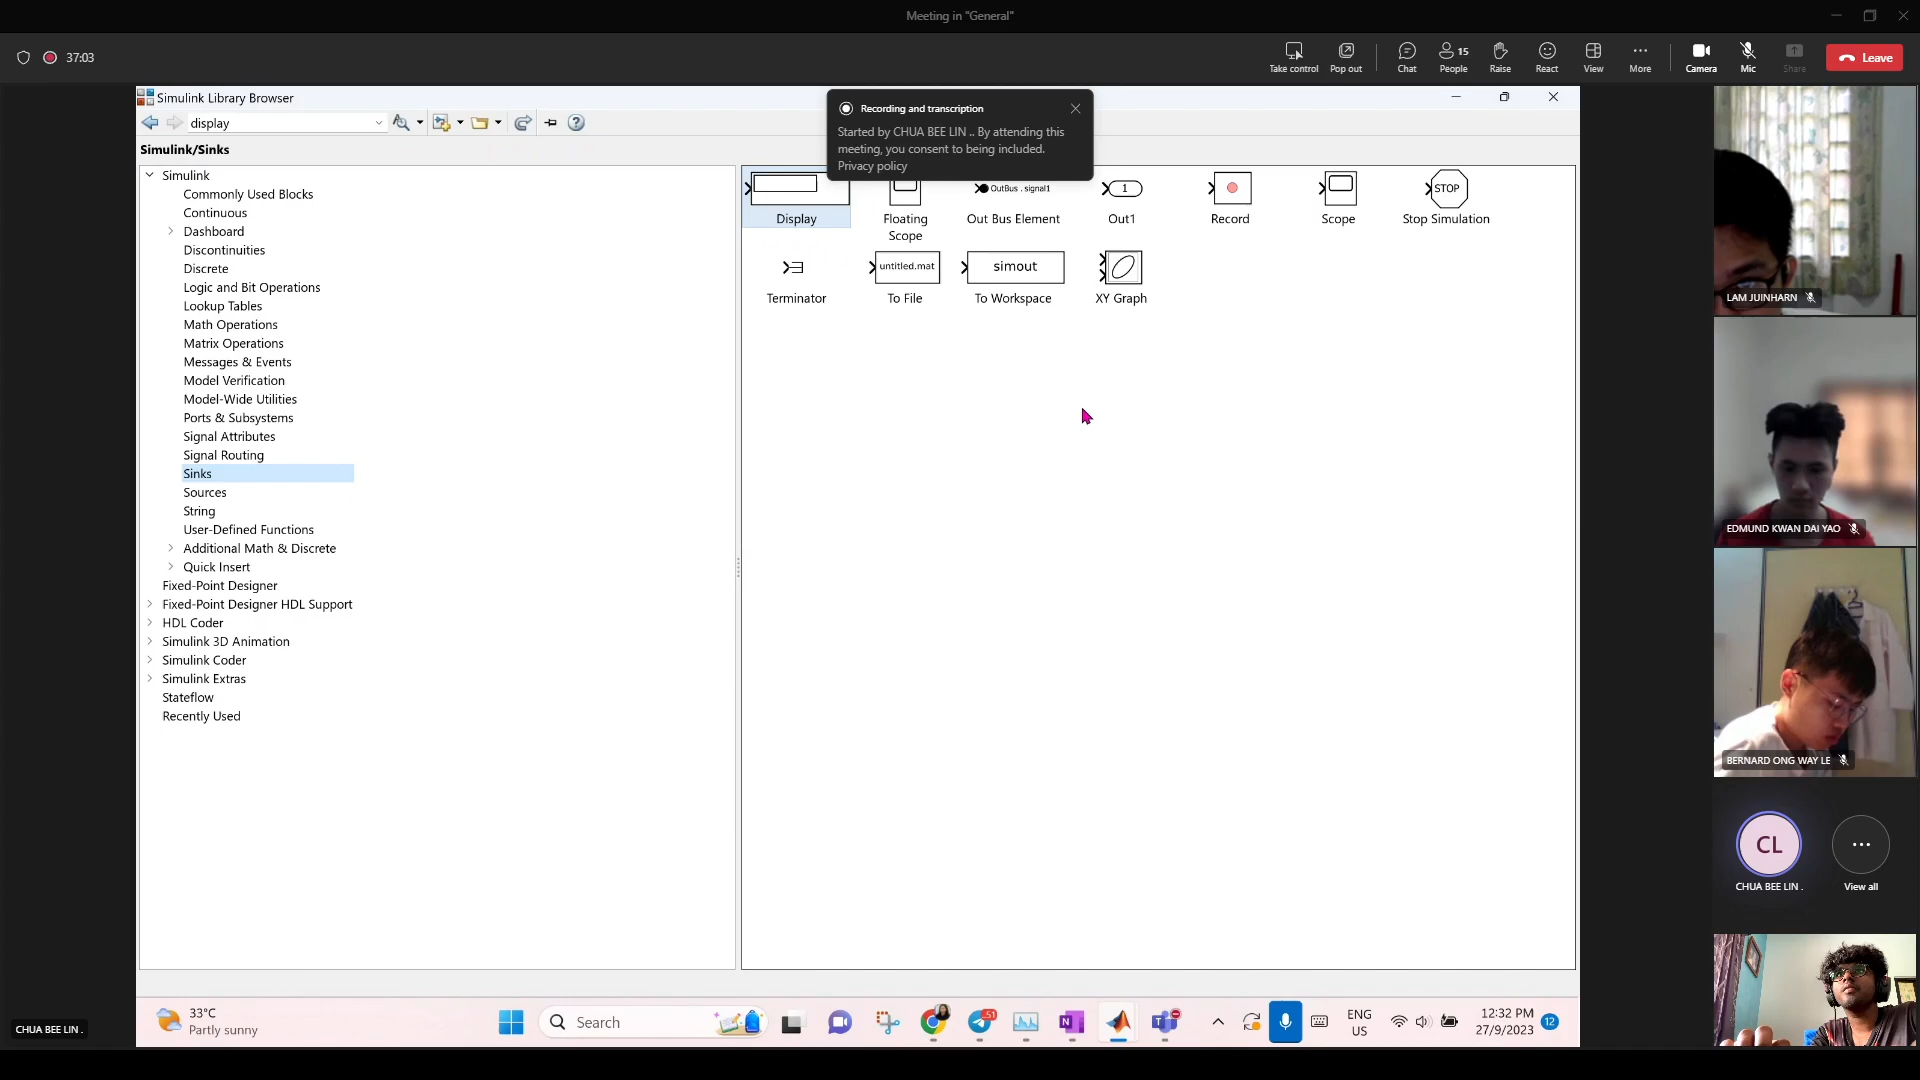 Meeting in "General"
37:03
Take control
Pop out
Chat
15
People
Raise
React
View
More
Camera
Mic
Share
Leave
Simulink Library Browser
display
Simulink/Sinks
Recording and transcription
Started by CHUA BEE LIN .. By attending this
meeting, you consent to being included.
Privacy policy
Simulink
Commonly Used Blocks
Continuous
Dashboard
Discontinuities
Discrete
Logic and Bit Operations
Lookup Tables
Math Operations
Matrix Operations
Messages & Events
Model Verification
Model-Wide Utilities
Ports & Subsystems
Signal Attributes
Signal Routing
Sinks
Sources
String
User-Defined Functions
Additional Math & Discrete
Quick Insert
Fixed-Point Designer
Fixed-Point Designer HDL Support
HDL Coder
Simulink 3D Animation
Simulink Coder
Simulink Extras
Stateflow
Recently Used
Display
Floating
Scope
OutBus . signal1
Out Bus Element
1
Out1
Record
Scope
STOP
Stop Simulation
Terminator
untitled.mat
To File
simout
To Workspace
XY Graph
LAM JUINHARN
EDMUND KWAN DAI YAO
BERNARD ONG WAY LE
CL
CHUA BEE LIN .
View all
CHUA BEE LIN .
33°C
Partly sunny
Search
51
ENG
US
12:32 PM
27/9/2023
12